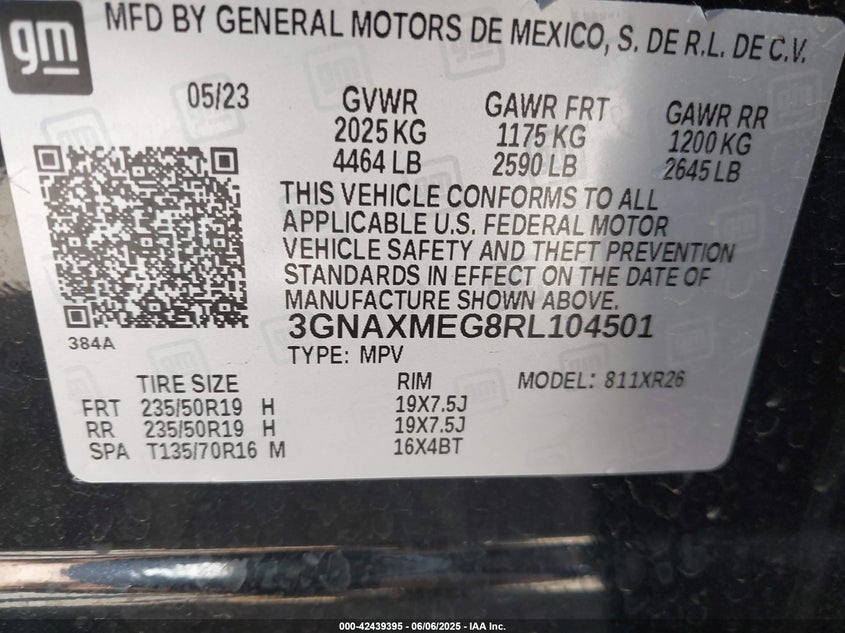 gm
MFD BY GENERAL MOTORS DE MEXICO, S. DE R.L. DE C.V.
05/23 GVWR GAWR FRT GAWR RR
2025 KG 1175 KG 1200 KG
4464 LB 2590 LB 2645 LB
THIS VEHICLE CONFORMS TO ALL
APPLICABLE U.S. FEDERAL MOTOR
VEHICLE SAFETY AND THEFT PREVENTION
STANDARDS IN EFFECT ON THE DATE OF
MANUFACTURE SHOWN ABOVE.
384A
3GNAXMEG8RL104501
TYPE: MPV
TIRE SIZE RIM MODEL: 811XR26
FRT 235/50R19 H 19X7.5J
RR 235/50R19 H 19X7.5J
SPA T135/70R16 M 16X4BT
000-42439395 - 06/06/2025 - IAA Inc.